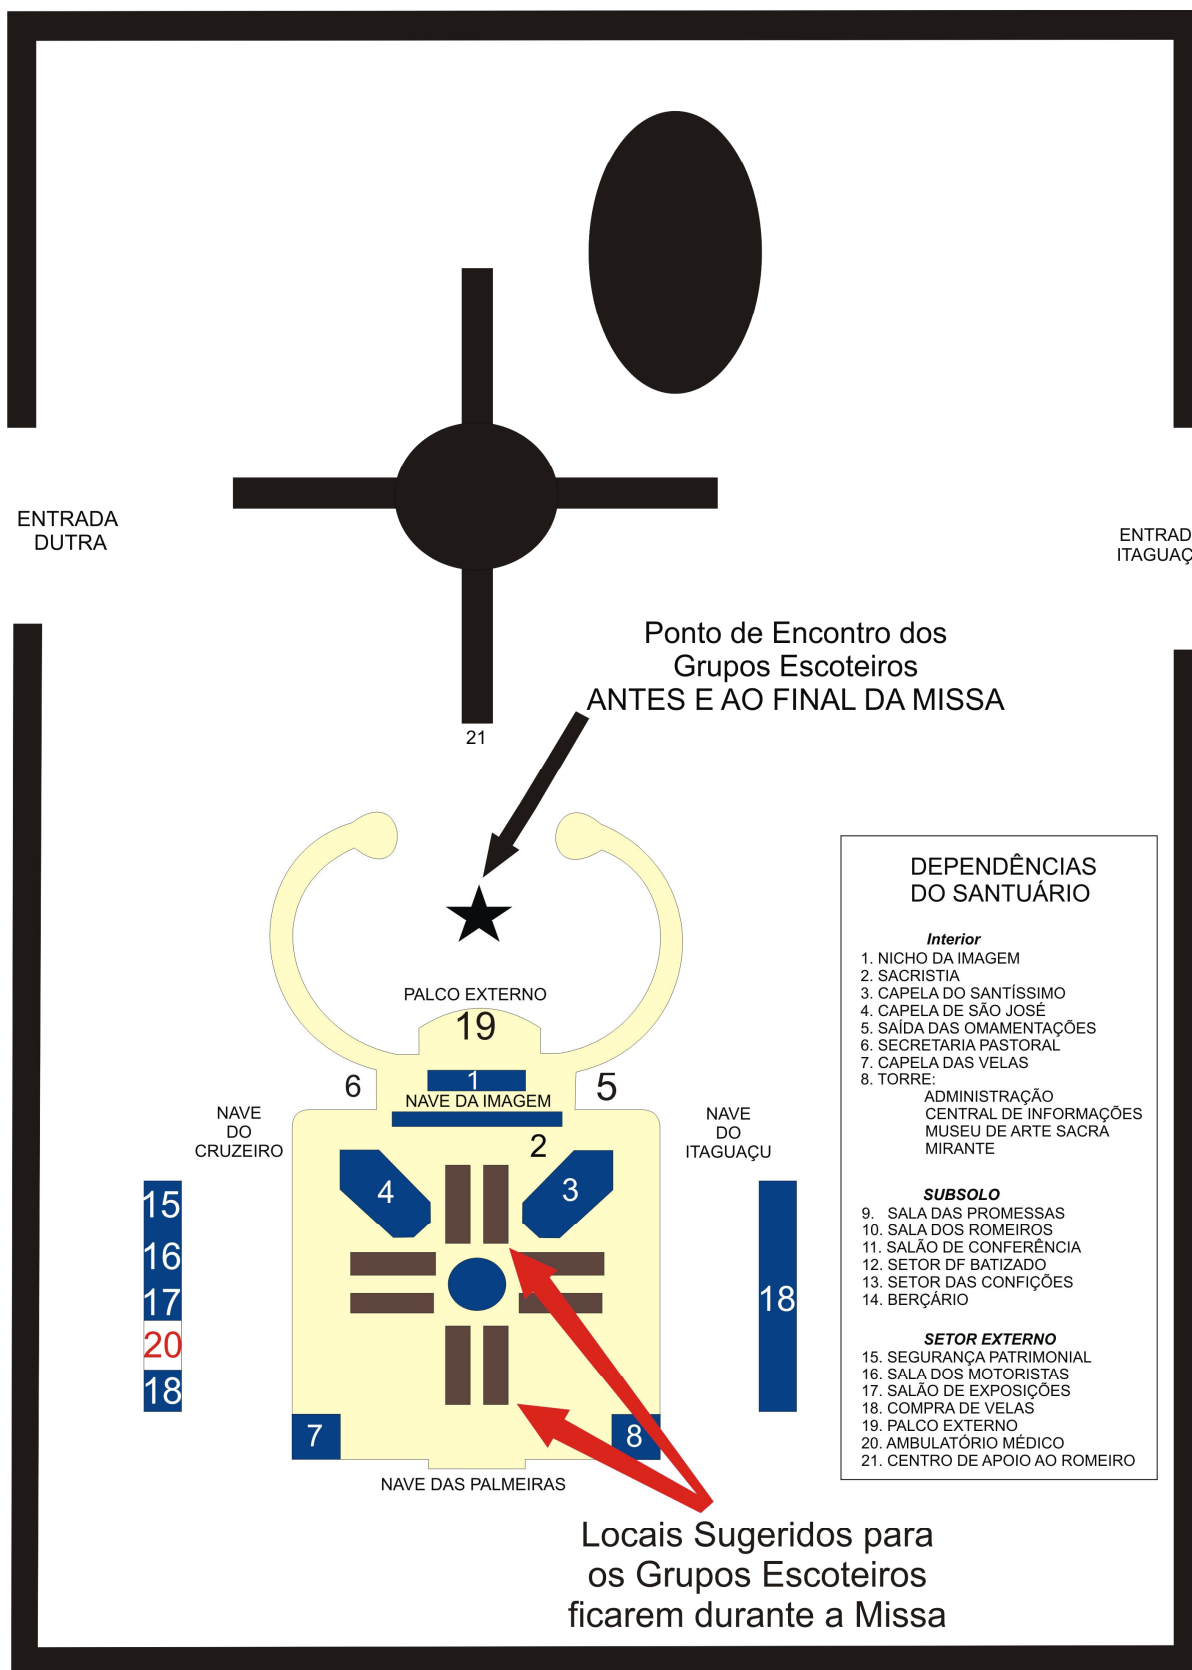 ENTRADA
DUTRA
ENTRAD
ITAGUAÇ
Ponto de Encontro dos
Grupos Escoteiros
ANTES E AO FINAL DA MISSA
21
PALCO EXTERNO
19
6
1
5
NAVE DA IMAGEM
NAVE
DO
CRUZEIRO
2
NAVE
DO
ITAGUAÇU
4
3
15
16
17
20
18
18
7
8
NAVE DAS PALMEIRAS
DEPENDÊNCIAS
DO SANTUÁRIO
Interior
1. NICHO DA IMAGEM
2. SACRISTIA
3. CAPELA DO SANTÍSSIMO
4. CAPELA DE SÃO JOSÉ
5. SAÍDA DAS OMAMENTAÇÕES
6. SECRETARIA PASTORAL
7. CAPELA DAS VELAS
8. TORRE:
ADMINISTRAÇÃO
CENTRAL DE INFORMAÇÕES
MUSEU DE ARTE SACRA
MIRANTE
SUBSOLO
9. SALA DAS PROMESSAS
10. SALA DOS ROMEIROS
11. SALÃO DE CONFERÊNCIA
12. SETOR DF BATIZADO
13. SETOR DAS CONFIÇÕES
14. BERÇÁRIO
SETOR EXTERNO
15. SEGURANÇA PATRIMONIAL
16. SALA DOS MOTORISTAS
17. SALÃO DE EXPOSIÇÕES
18. COMPRA DE VELAS
19. PALCO EXTERNO
20. AMBULATÓRIO MÉDICO
21. CENTRO DE APOIO AO ROMEIRO
Locais Sugeridos para
os Grupos Escoteiros
ficarem durante a Missa